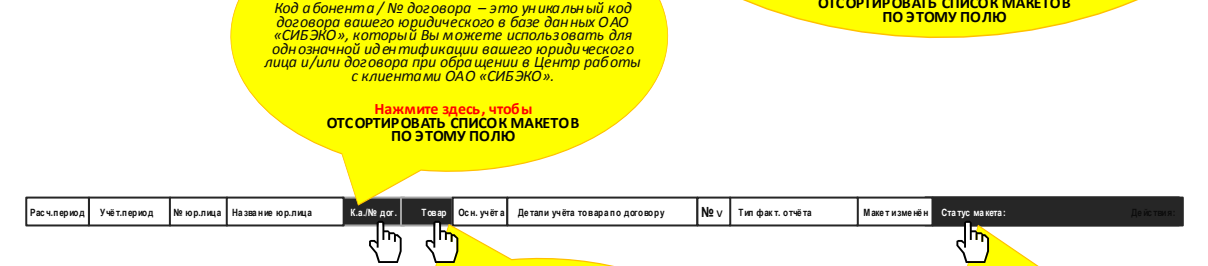 Код абонента / № договора – это уникальный код
договора вашего юридического в базе данных ОАО
«СИБЭКО», который Вы можете использовать для
однозначной идентификации вашего юридического
лица и/или договора при обращении в Центр работы
с клиентами ОАО «СИБЭКО».
Нажмите здесь, чтобы
ОТСОРТИРОВАТЬ СПИСОК МАКЕТОВ
ПО ЭТОМУ ПОЛЮ
ОТСОРТИРОВАТЬ СПИСОК МАКЕТОВ
ПО ЭТОМУ ПОЛЮ
Расч.период Учёт.период № юр.лица Название юр.лица К.а./№ дог. Товар Осн. учёта Детали учёта товара по договору № v Тип факт. отчёта Макет изменён Статус макета: Действия: